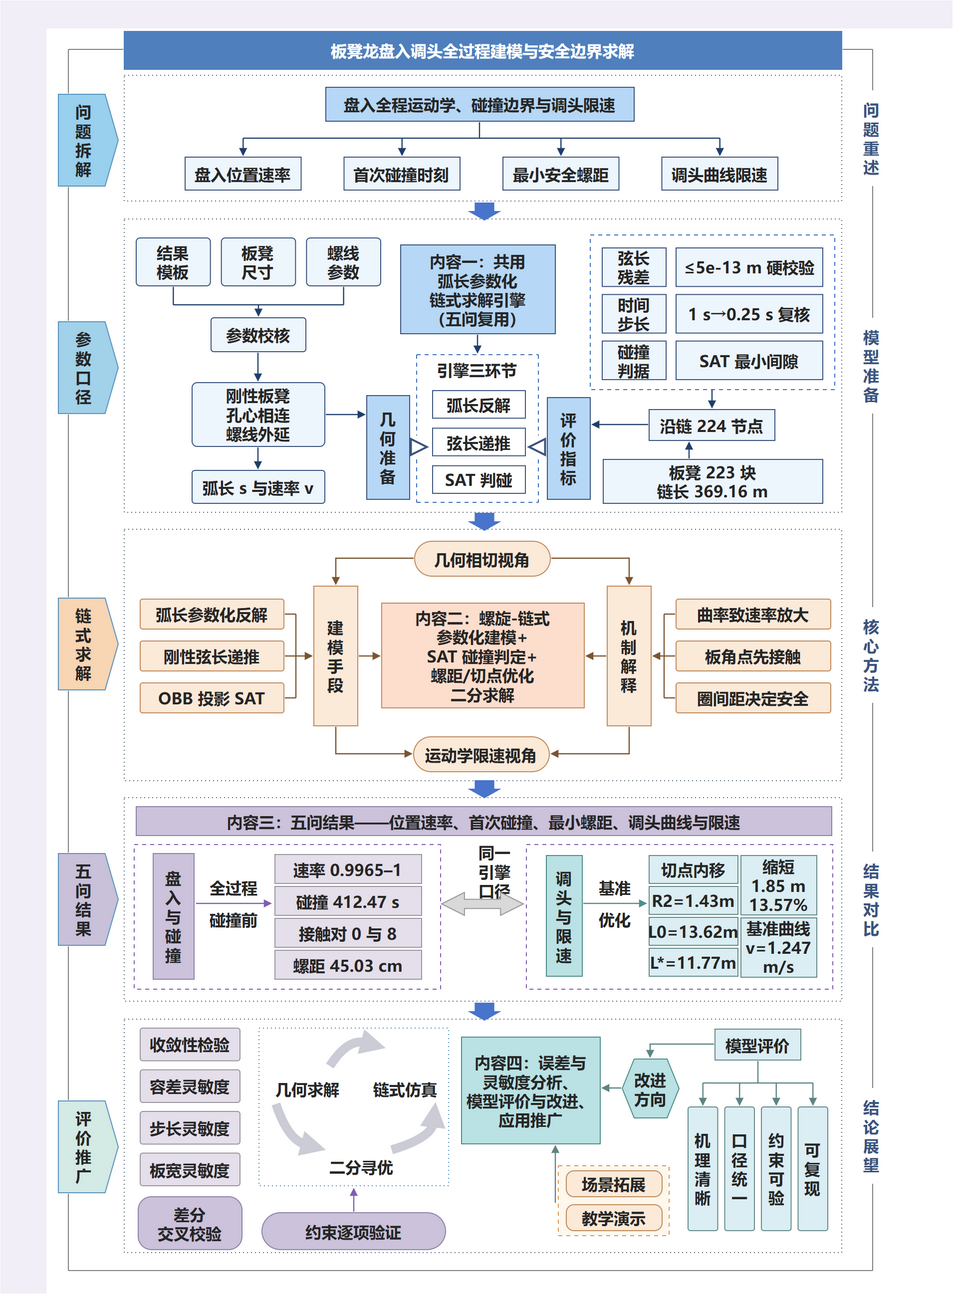 板凳龙盘入调头全过程建模与安全边界求解
问题拆解
盘入全程运动学、碰撞边界与调头限速
盘入位置速率
首次碰撞时刻
最小安全螺距
调头曲线限速
问题重述
参数口径
结果
模板
板凳
尺寸
螺线
参数
参数校核
刚性板凳
孔心相连
螺线外延
弧长 s 与速率 v
几何准备
内容一：共用
弧长参数化
链式求解引擎
（五问复用）
引擎三环节
弧长反解
弦长递推
SAT 判碰
评价指标
弦长
残差
≤5e-13 m 硬校验
时间
步长
1 s→0.25 s 复核
碰撞
判据
SAT 最小间隙
沿链 224 节点
板凳 223 块
链长 369.16 m
模型准备
链式求解
几何相切视角
弧长参数化反解
刚性弦长递推
OBB 投影 SAT
建模手段
内容二：螺旋-链式
参数化建模+
SAT 碰撞判定+
螺距/切点优化
二分求解
机制解释
曲率致速率放大
板角点先接触
圈间距决定安全
运动学限速视角
核心方法
五问结果
内容三：五问结果——位置速率、首次碰撞、最小螺距、调头曲线与限速
盘入与碰撞
全过程
碰撞前
速率 0.9965–1
碰撞 412.47 s
接触对 0 与 8
螺距 45.03 cm
同一
引擎
口径
调头与限速
基准
优化
切点内移
R2=1.43m
L0=13.62m
L*=11.77m
缩短
1.85 m
13.57%
基准曲线
v=1.247
m/s
结果对比
评价推广
收敛性检验
容差灵敏度
步长灵敏度
板宽灵敏度
差分
交叉校验
几何求解
链式仿真
二分寻优
约束逐项验证
内容四：误差与
灵敏度分析、
模型评价与改进、
应用推广
场景拓展
教学演示
改进
方向
模型评价
机理清晰
口径统一
约束可验
可复现
结论展望